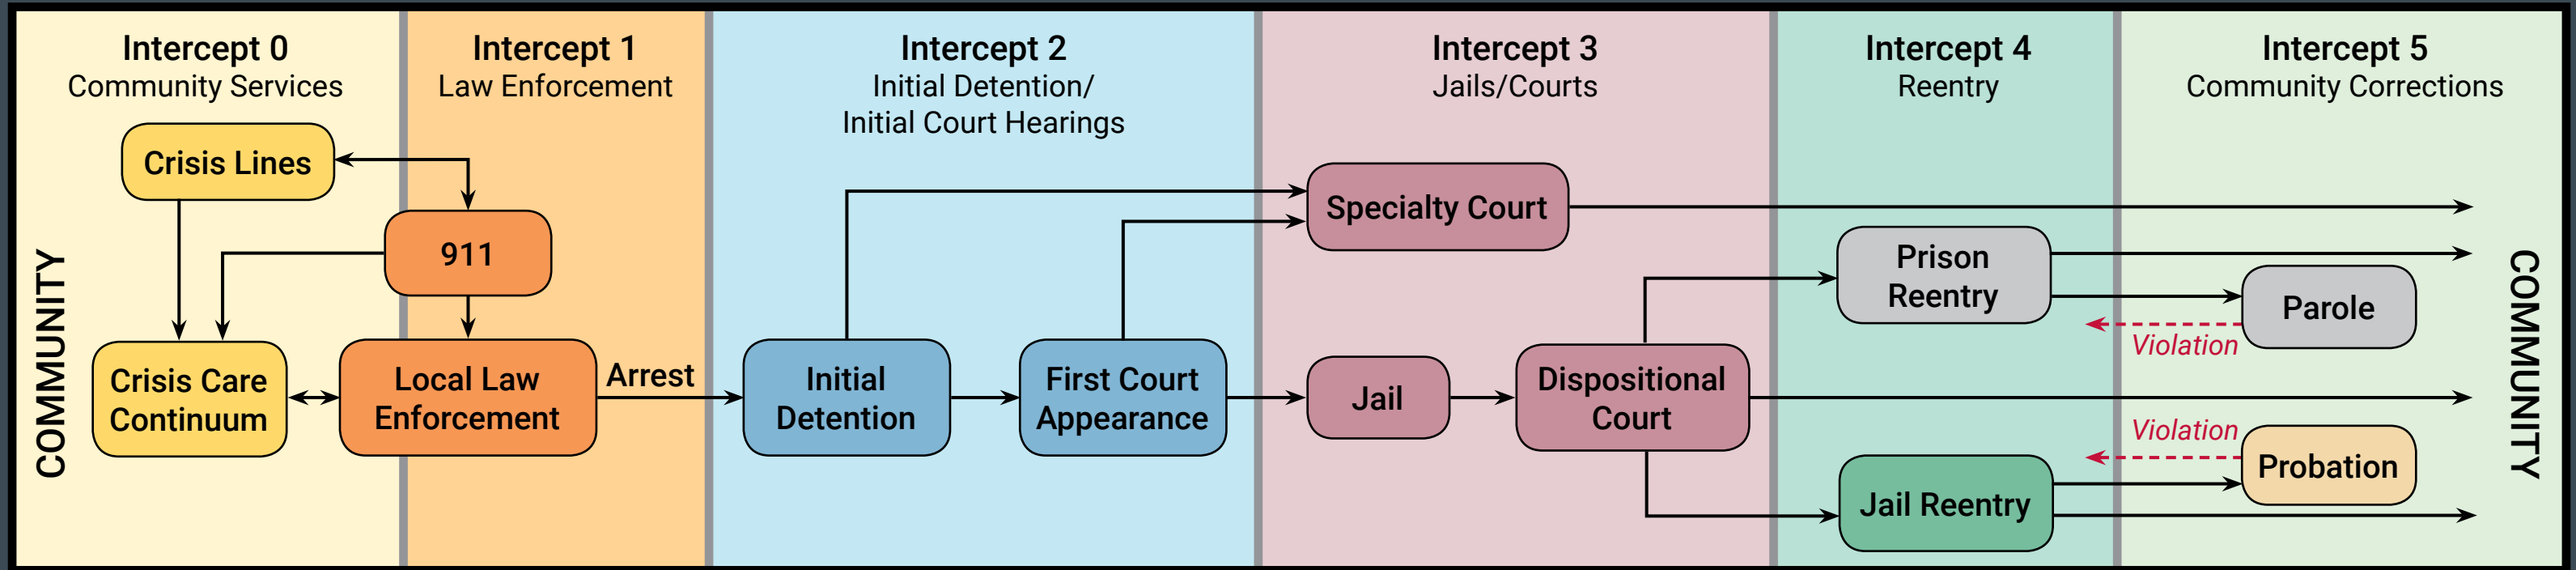 Intercept 0
Community Services
Intercept 1
Law Enforcement
Intercept 2
Initial Detention/
Initial Court Hearings
Intercept 3
Jails/Courts
Intercept 4
Reentry
Intercept 5
Community Corrections
COMMUNITY
Crisis Lines
911
Crisis Care
Continuum
Local Law
Enforcement
Arrest
Initial
Detention
First Court
Appearance
Specialty Court
Jail
Dispositional
Court
Prison
Reentry
Parole
Violation
Violation
Probation
Jail Reentry
COMMUNITY